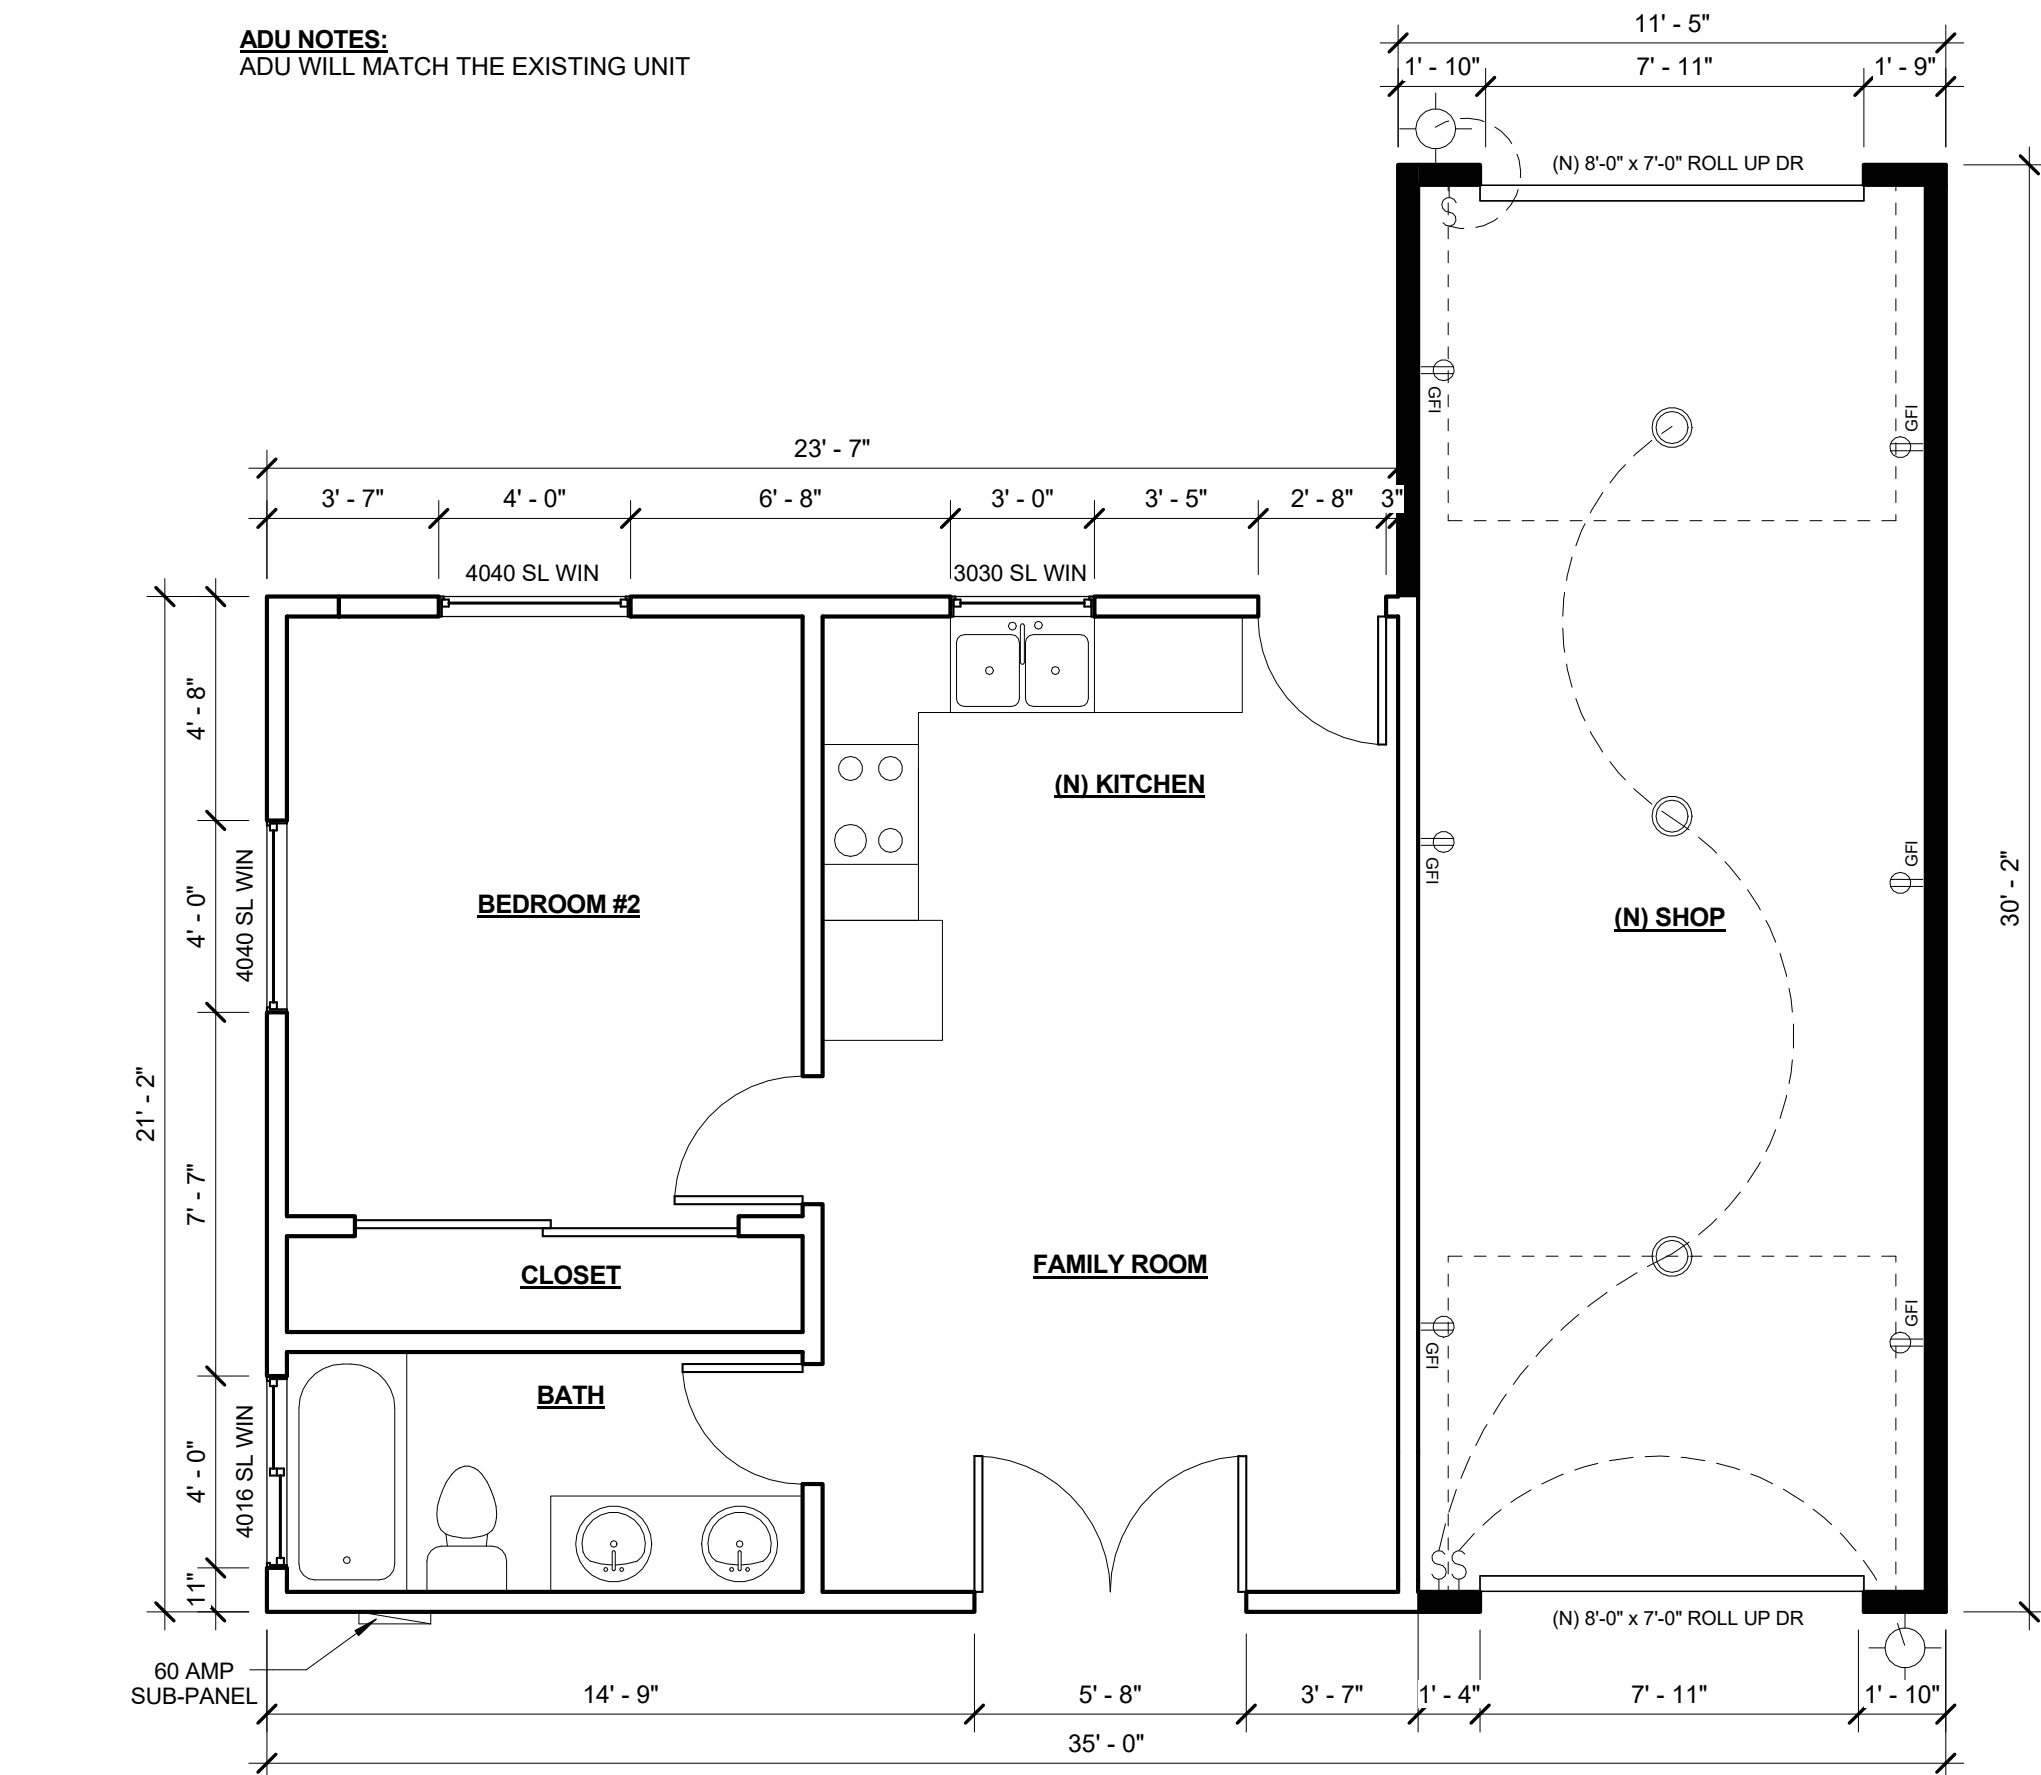 ADU NOTES:
ADU WILL MATCH THE EXISTING UNIT
11' - 5"
1' - 10"
7' - 11"
1' - 9"
(N) 8'-0" x 7'-0" ROLL UP DR
S
GFI
GFI
23' - 7"
3' - 7"
4' - 0"
6' - 8"
3' - 0"
3' - 5"
2' - 8"
3"
4040 SL WIN
3030 SL WIN
4' - 8"
(N) KITCHEN
4' - 0"
4040 SL WIN
BEDROOM #2
GFI
GFI
(N) SHOP
30' - 2"
21' - 2"
7' - 7"
CLOSET
FAMILY ROOM
GFI
GFI
BATH
4' - 0"
4016 SL WIN
11"
SS
(N) 8'-0" x 7'-0" ROLL UP DR
60 AMP
SUB-PANEL
14' - 9"
5' - 8"
3' - 7"
1' - 4"
7' - 11"
1' - 10"
35' - 0"